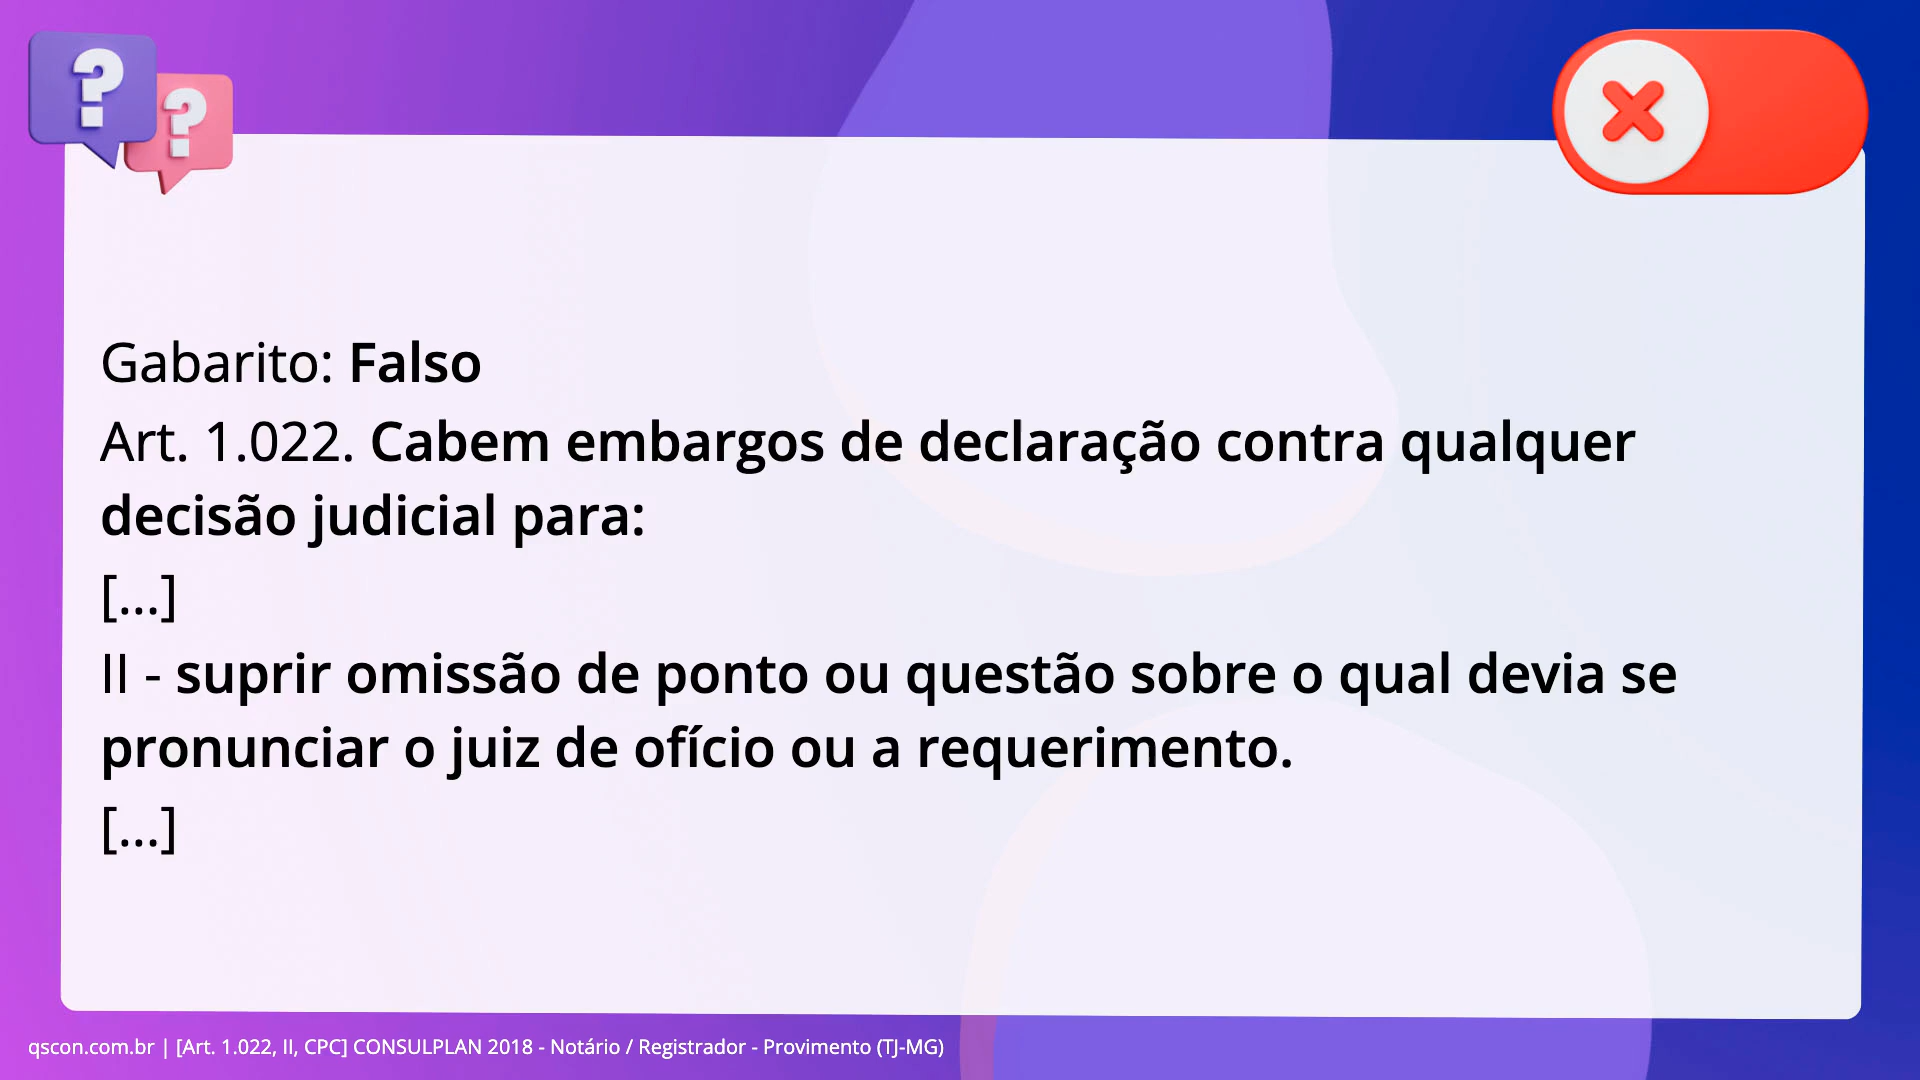 Gabarito: Falso
Art. 1.022. Cabem embargos de declaração contra qualquer
decisão judicial para:
[...]
II - suprir omissão de ponto ou questão sobre o qual devia se
pronunciar o juiz de ofício ou a requerimento.
[...]
qscon.com.br | [Art. 1.022, II, CPC] CONSULPLAN 2018 - Notário / Registrador - Provimento (TJ-MG)